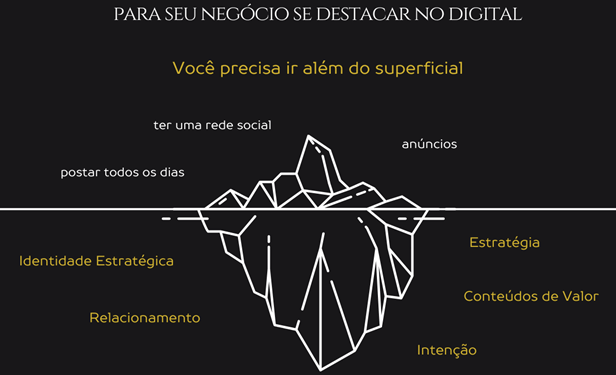 PARA SEU NEGÓCIO SE DESTACAR NO DIGITAL
Você precisa ir além do superficial
ter uma rede social
anúncios
postar todos os dias
Estratégia
Identidade Estratégica
Conteúdos de Valor
Relacionamento
Intenção